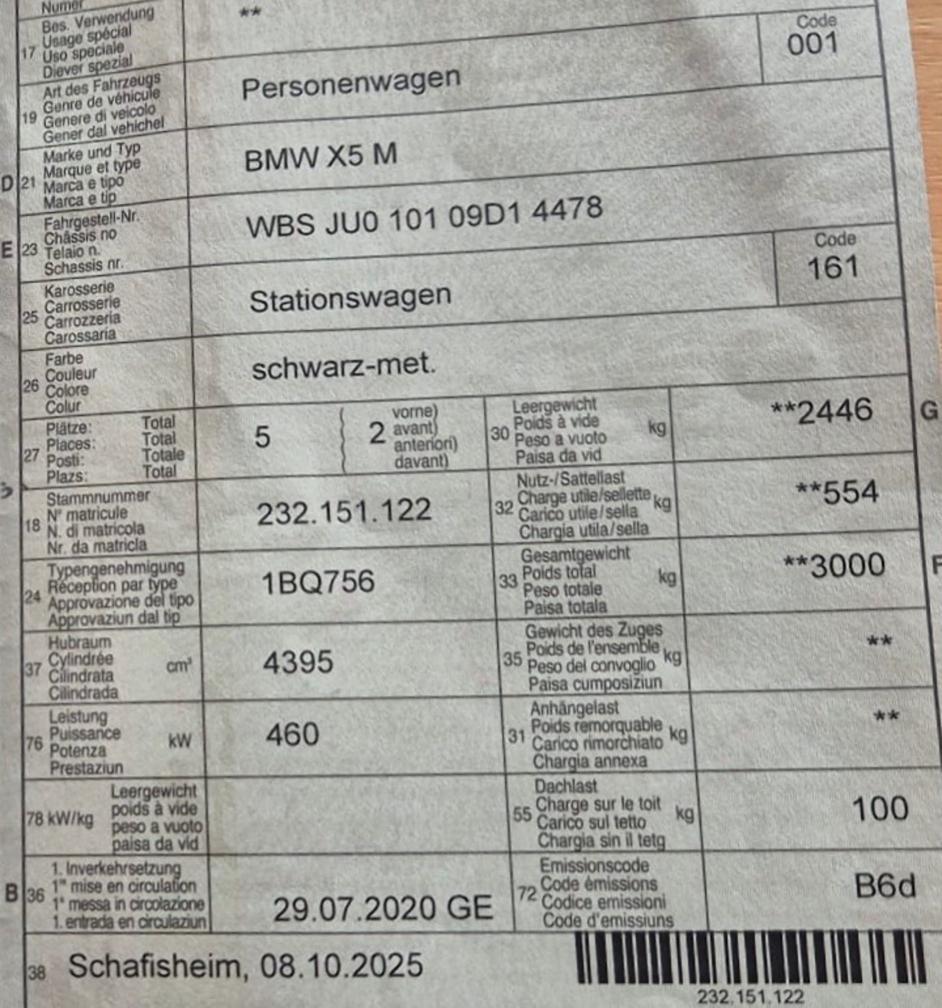 Numer
Bes. Verwendung
17 Usage spécial
Uso speciale
Diever spezial
**
Art des Fahrzeugs
19 Genre de véhicule
Genere di veicolo
Gener dal vehichel
Personenwagen
Code
001
Marke und Typ
D 21 Marque et type
Marca e tipo
Marca e tip
BMW X5 M
Fahrgestell-Nr.
E 23 Châssis no
Telaio n.
Schassis nr.
WBS JU0 101 09D1 4478
Karosserie
25 Carrosserie
Carrozzeria
Carossaria
Stationswagen
Code
161
Farbe
26 Couleur
Colore
Colur
schwarz-met.
Plätze: Total
27 Places: Total
Posti: Totale
Plazs: Total
5
2
vorne)
avant)
anteriori)
davant)
Leergewicht
30 Poids à vide kg
Peso a vuoto
Paisa da vid
**2446 G
Stammnummer
18 N° matricule
N. di matricola
Nr. da matricla
232.151.122
Nutz-/Sattellast
32 Charge utile/sellette kg
Carico utile/sella
Chargia utila/sella
**554
Typengenehmigung
24 Réception par type
Approvazione del tipo
Approvaziun dal tip
1BQ756
Gesamtgewicht
33 Poids total kg
Peso totale
Paisa totala
**3000 F
Hubraum
37 Cylindrée cm³
Cilindrata
Cilindrada
4395
Gewicht des Zuges
35 Poids de l'ensemble kg
Peso del convoglio
Paisa cumposiziun
**
Leistung
76 Puissance kW
Potenza
Prestaziun
460
Anhängelast
31 Poids remorquable kg
Carico rimorchiato
Chargia annexa
**
Leergewicht
78 kW/kg poids à vide
peso a vuoto
paisa da vid
Dachlast
55 Charge sur le toit kg
Carico sul tetto
Chargia sin il tetg
100
1. Inverkehrsetzung
B 36 1re mise en circulation
1a messa in circolazione
1. entrada en circulaziun
29.07.2020 GE
Emissionscode
72 Code émissions
Codice emissioni
Code d'emissiuns
B6d
38 Schafisheim, 08.10.2025
232.151.122